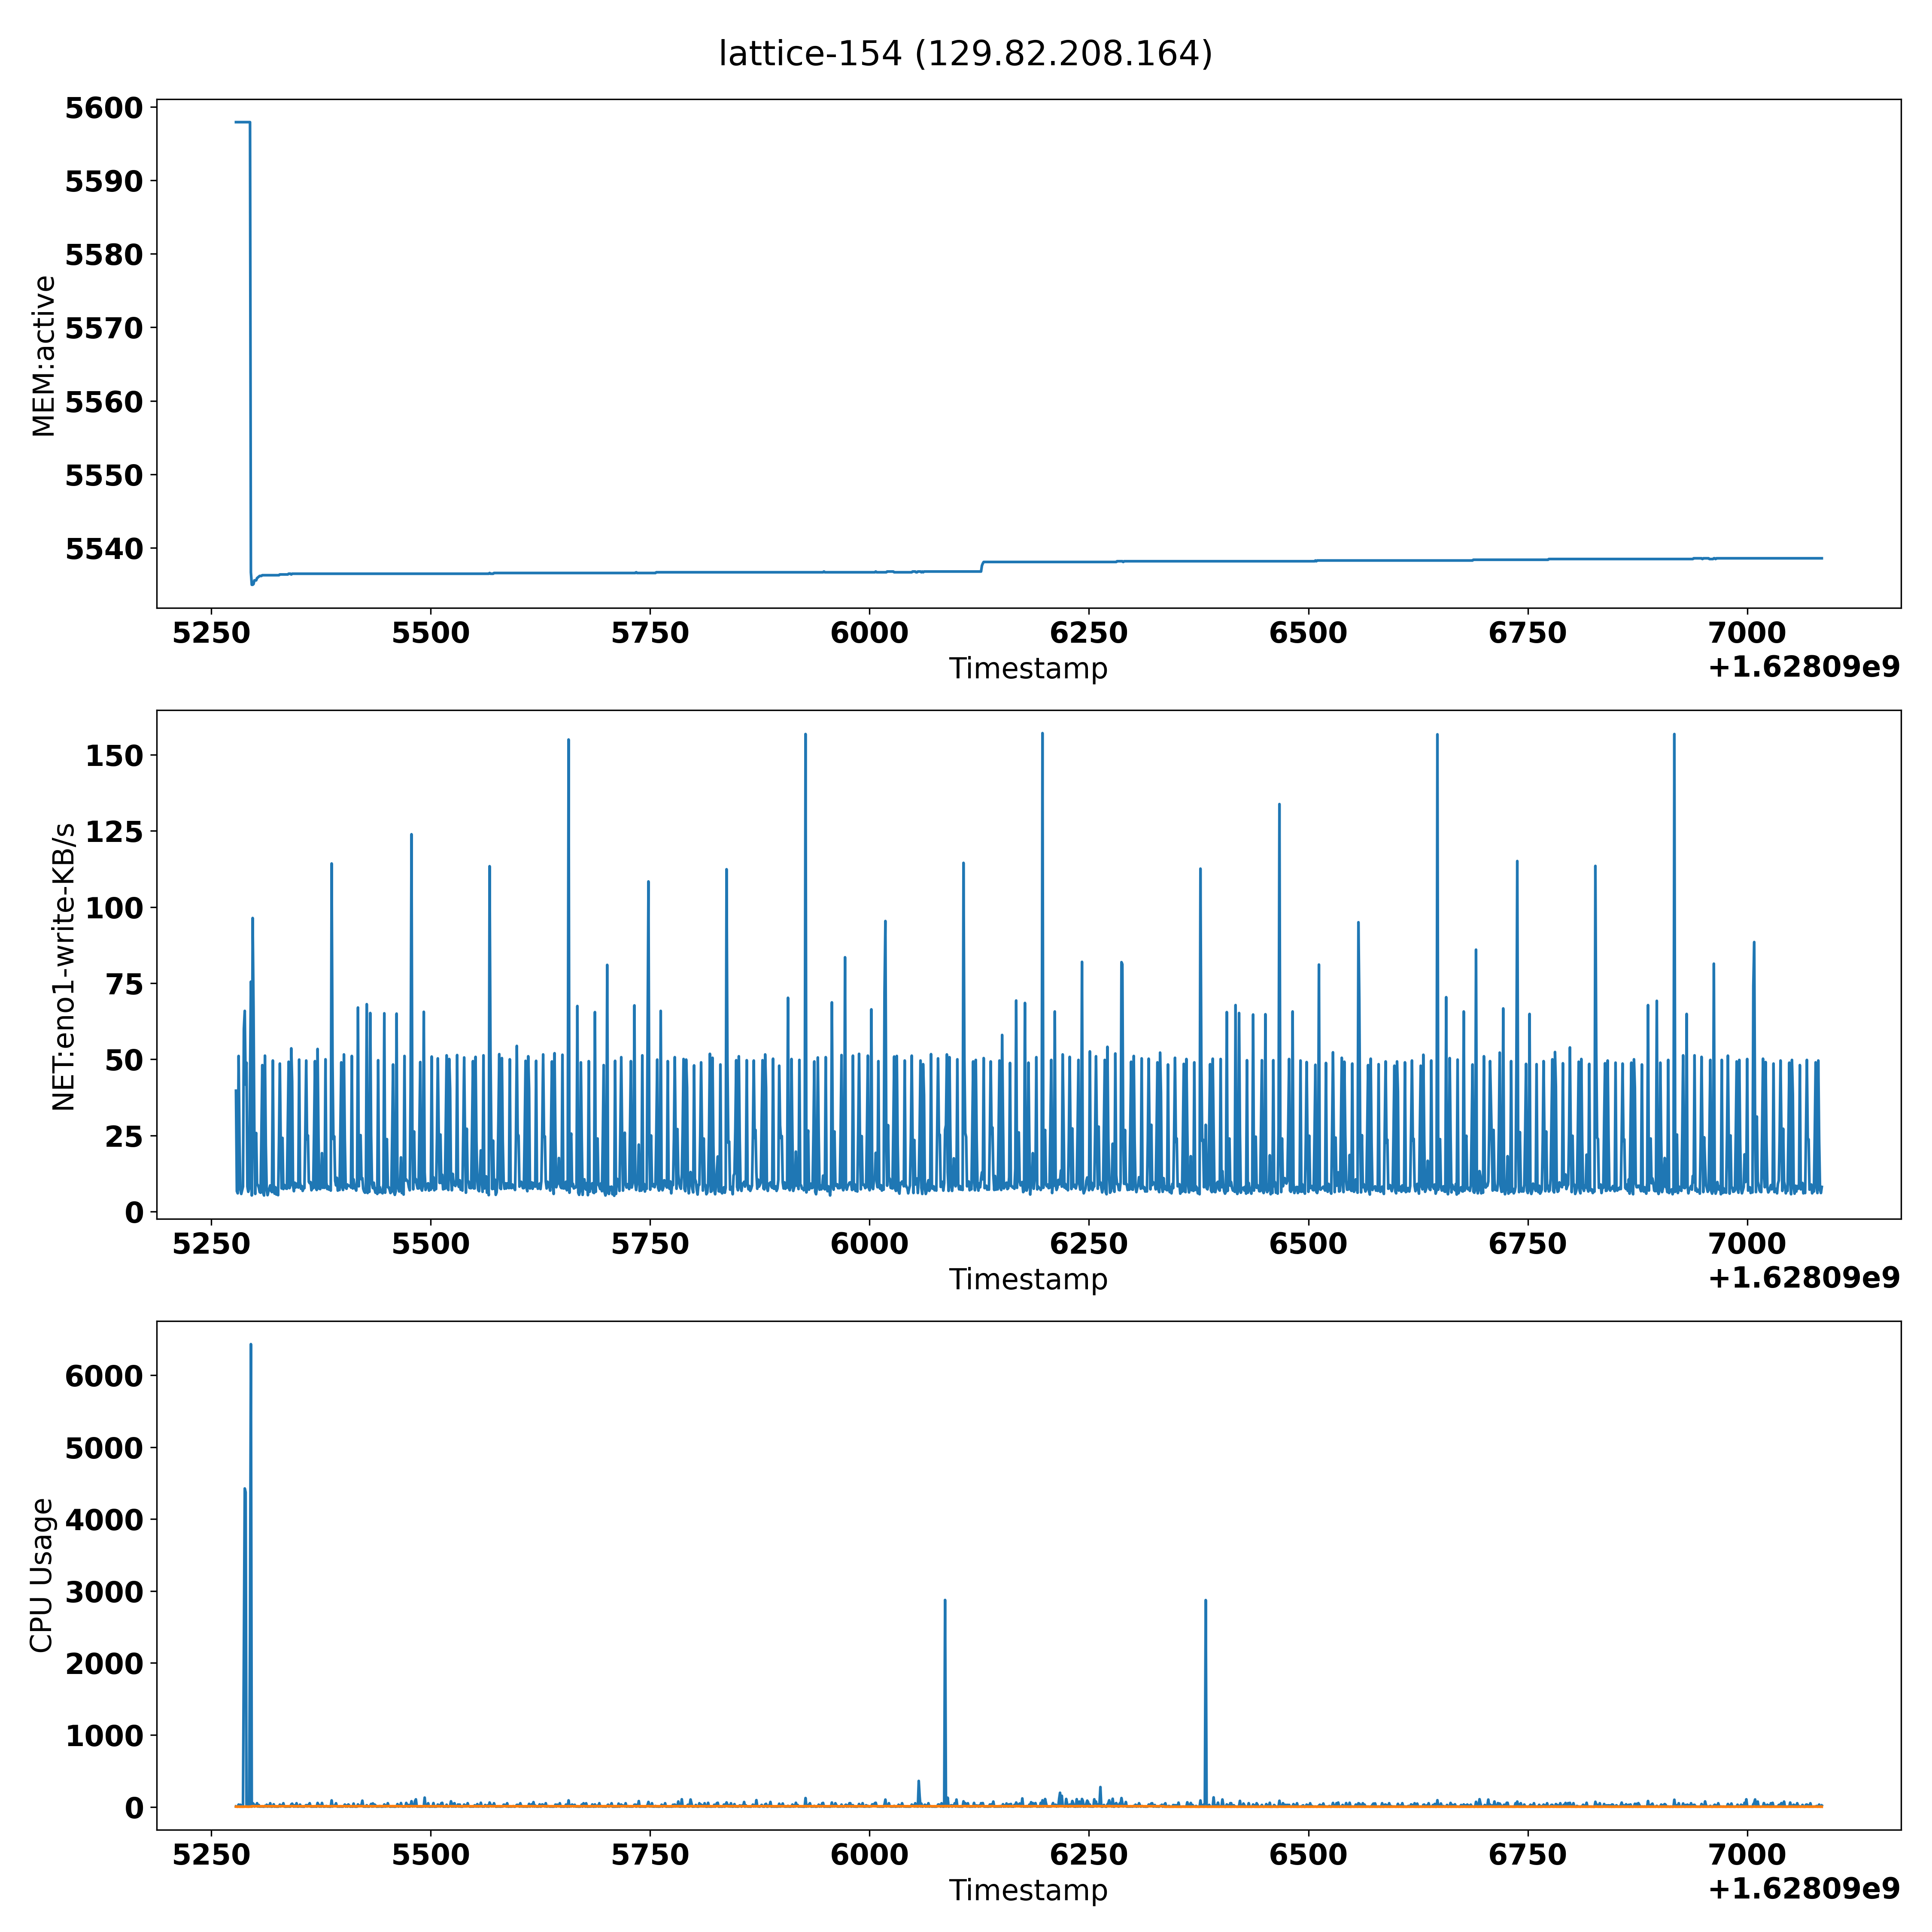 lattice-154 (129.82.208.164)
5600
5590
5580
5570
5560
5550
5540
MEM:active
5250 5500 5750 6000 6250 6500 6750 7000
Timestamp
+1.62809e9
150
125
100
75
50
25
0
NET:eno1-write-KB/s
5250 5500 5750 6000 6250 6500 6750 7000
Timestamp
+1.62809e9
6000
5000
4000
3000
2000
1000
0
CPU Usage
5250 5500 5750 6000 6250 6500 6750 7000
Timestamp
+1.62809e9